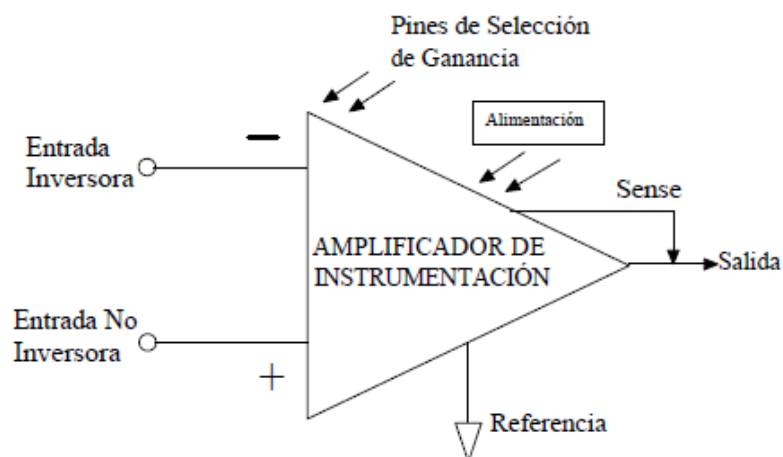 Pines de Selección
de Ganancia
Alimentación
−
Entrada
Inversora
Sense
AMPLIFICADOR DE
INSTRUMENTACIÓN
Salida
Entrada No
Inversora
+
Referencia